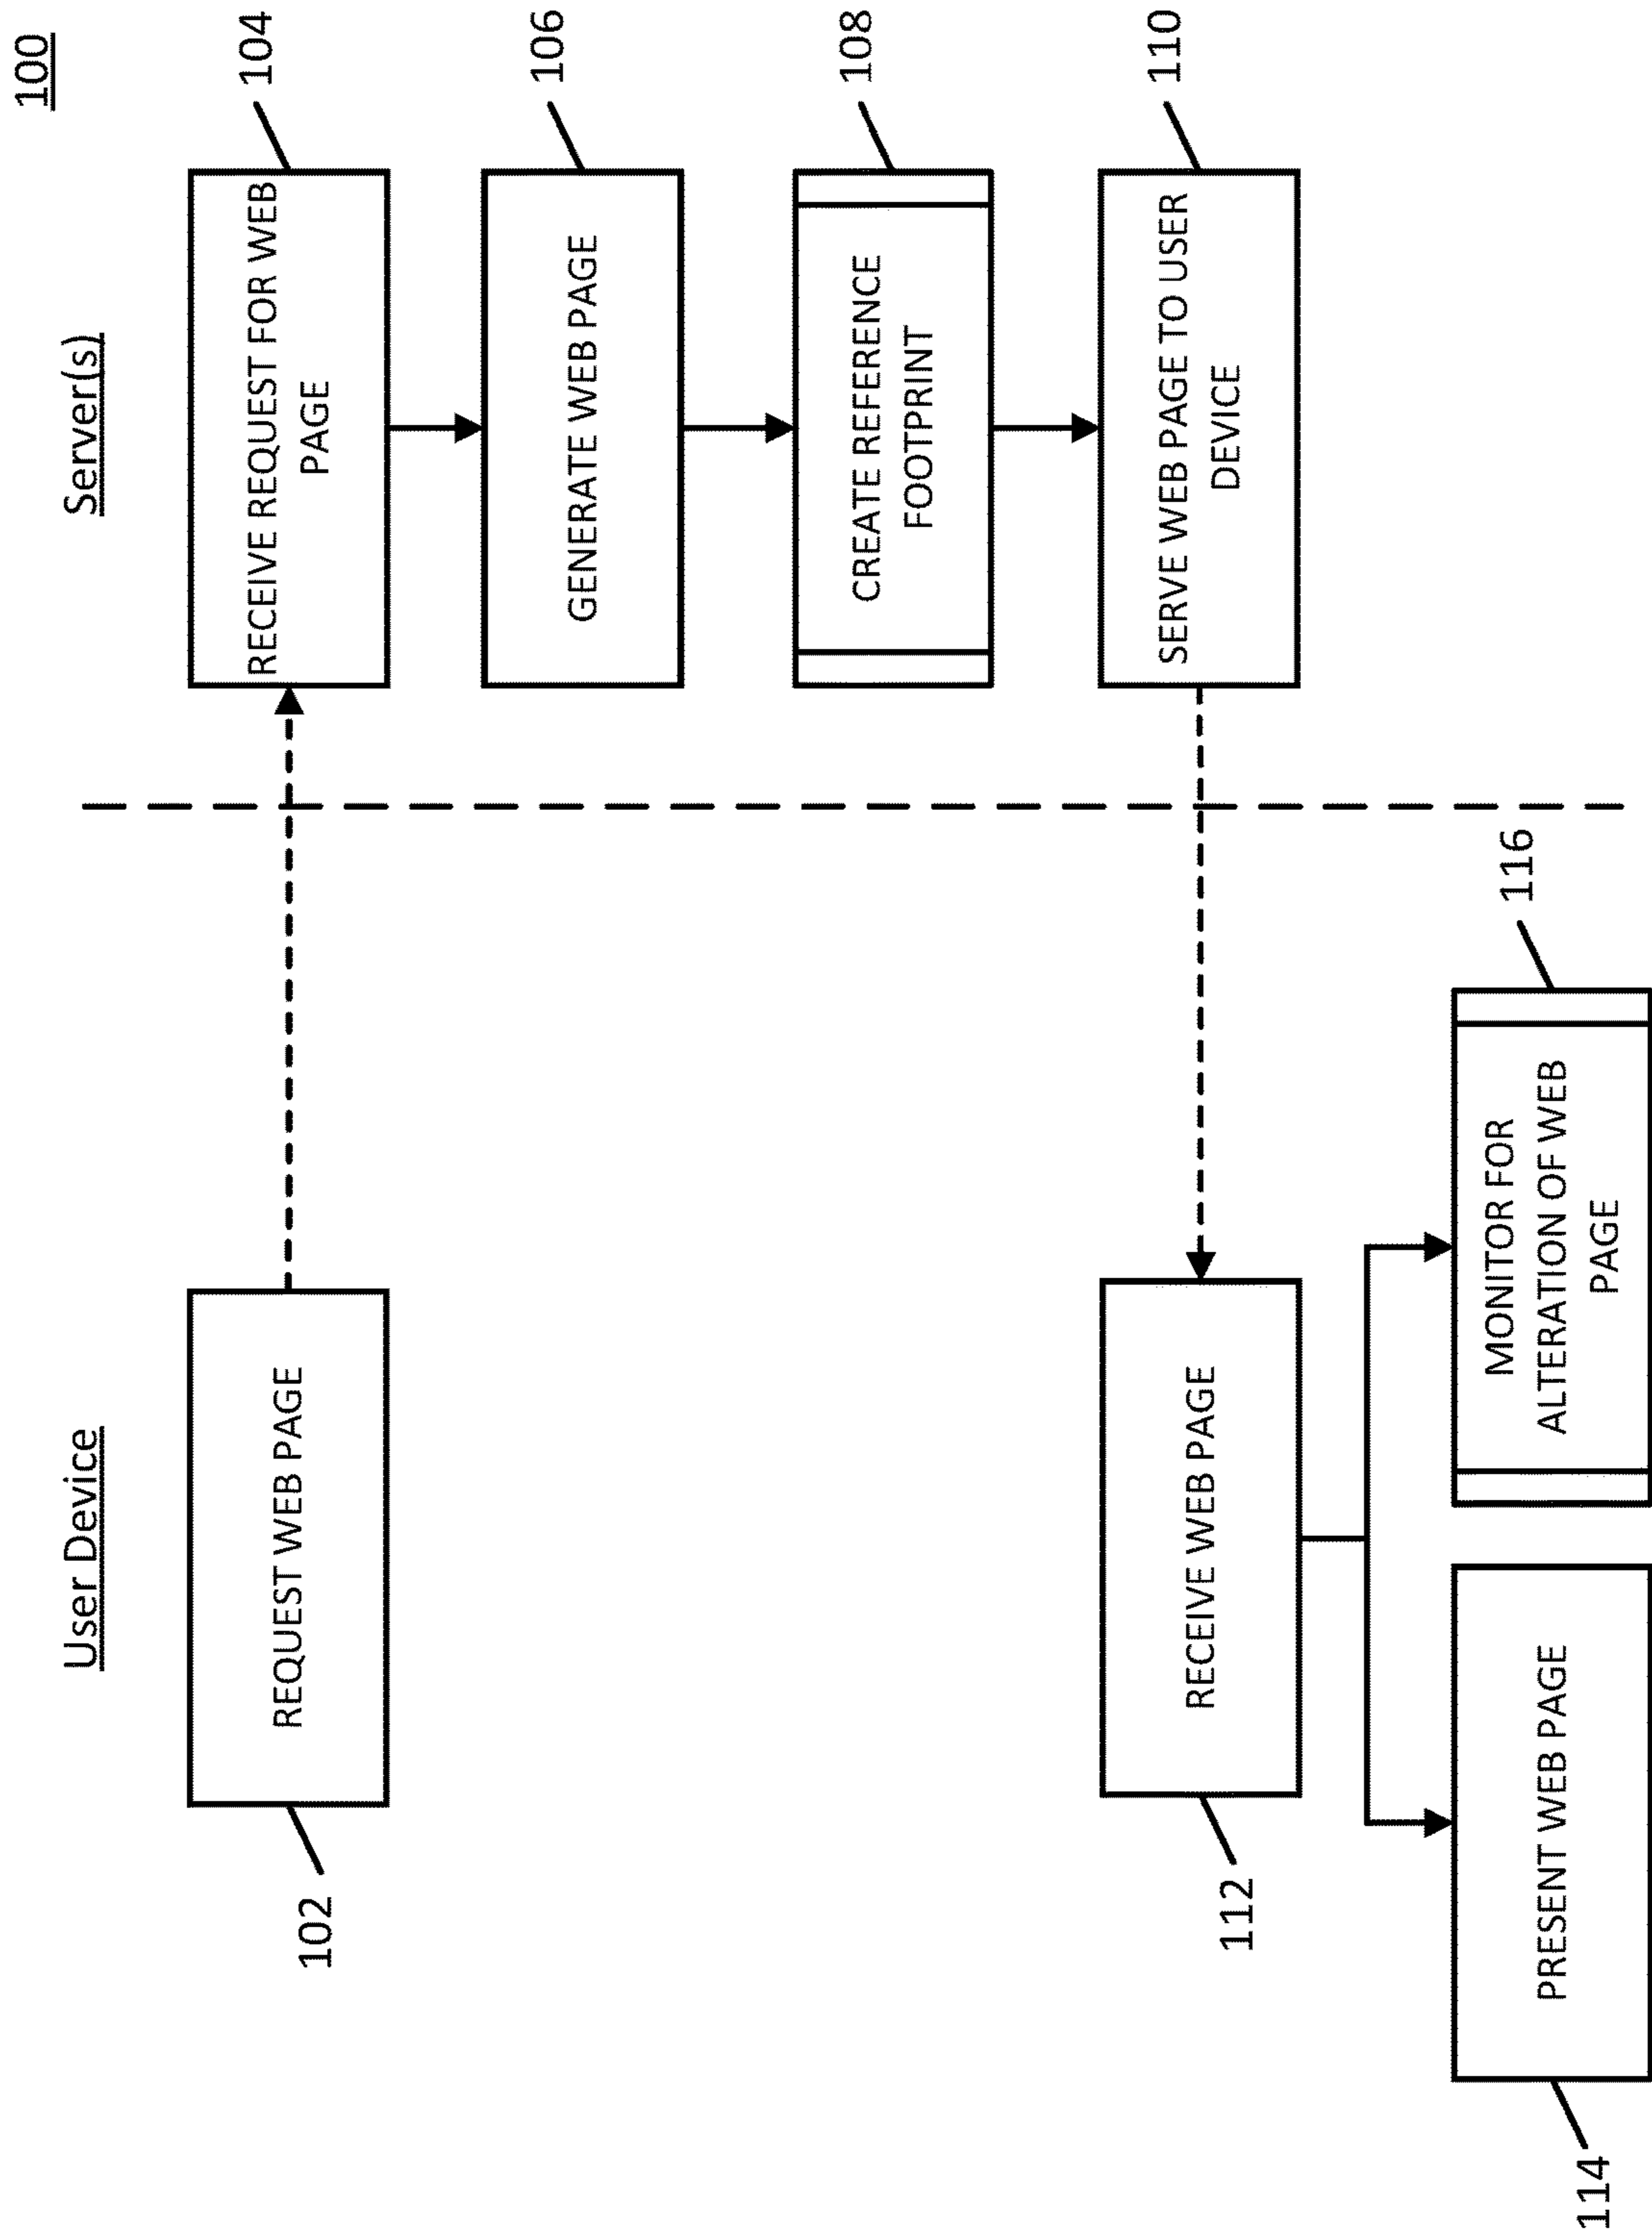 100
User Device
Server(s)
REQUEST WEB PAGE
102
RECEIVE REQUEST FOR WEB
PAGE
104
GENERATE WEB PAGE
106
CREATE REFERENCE
FOOTPRINT
108
SERVE WEB PAGE TO USER
DEVICE
110
RECEIVE WEB PAGE
112
PRESENT WEB PAGE
114
MONITOR FOR
ALTERATION OF WEB
PAGE
116